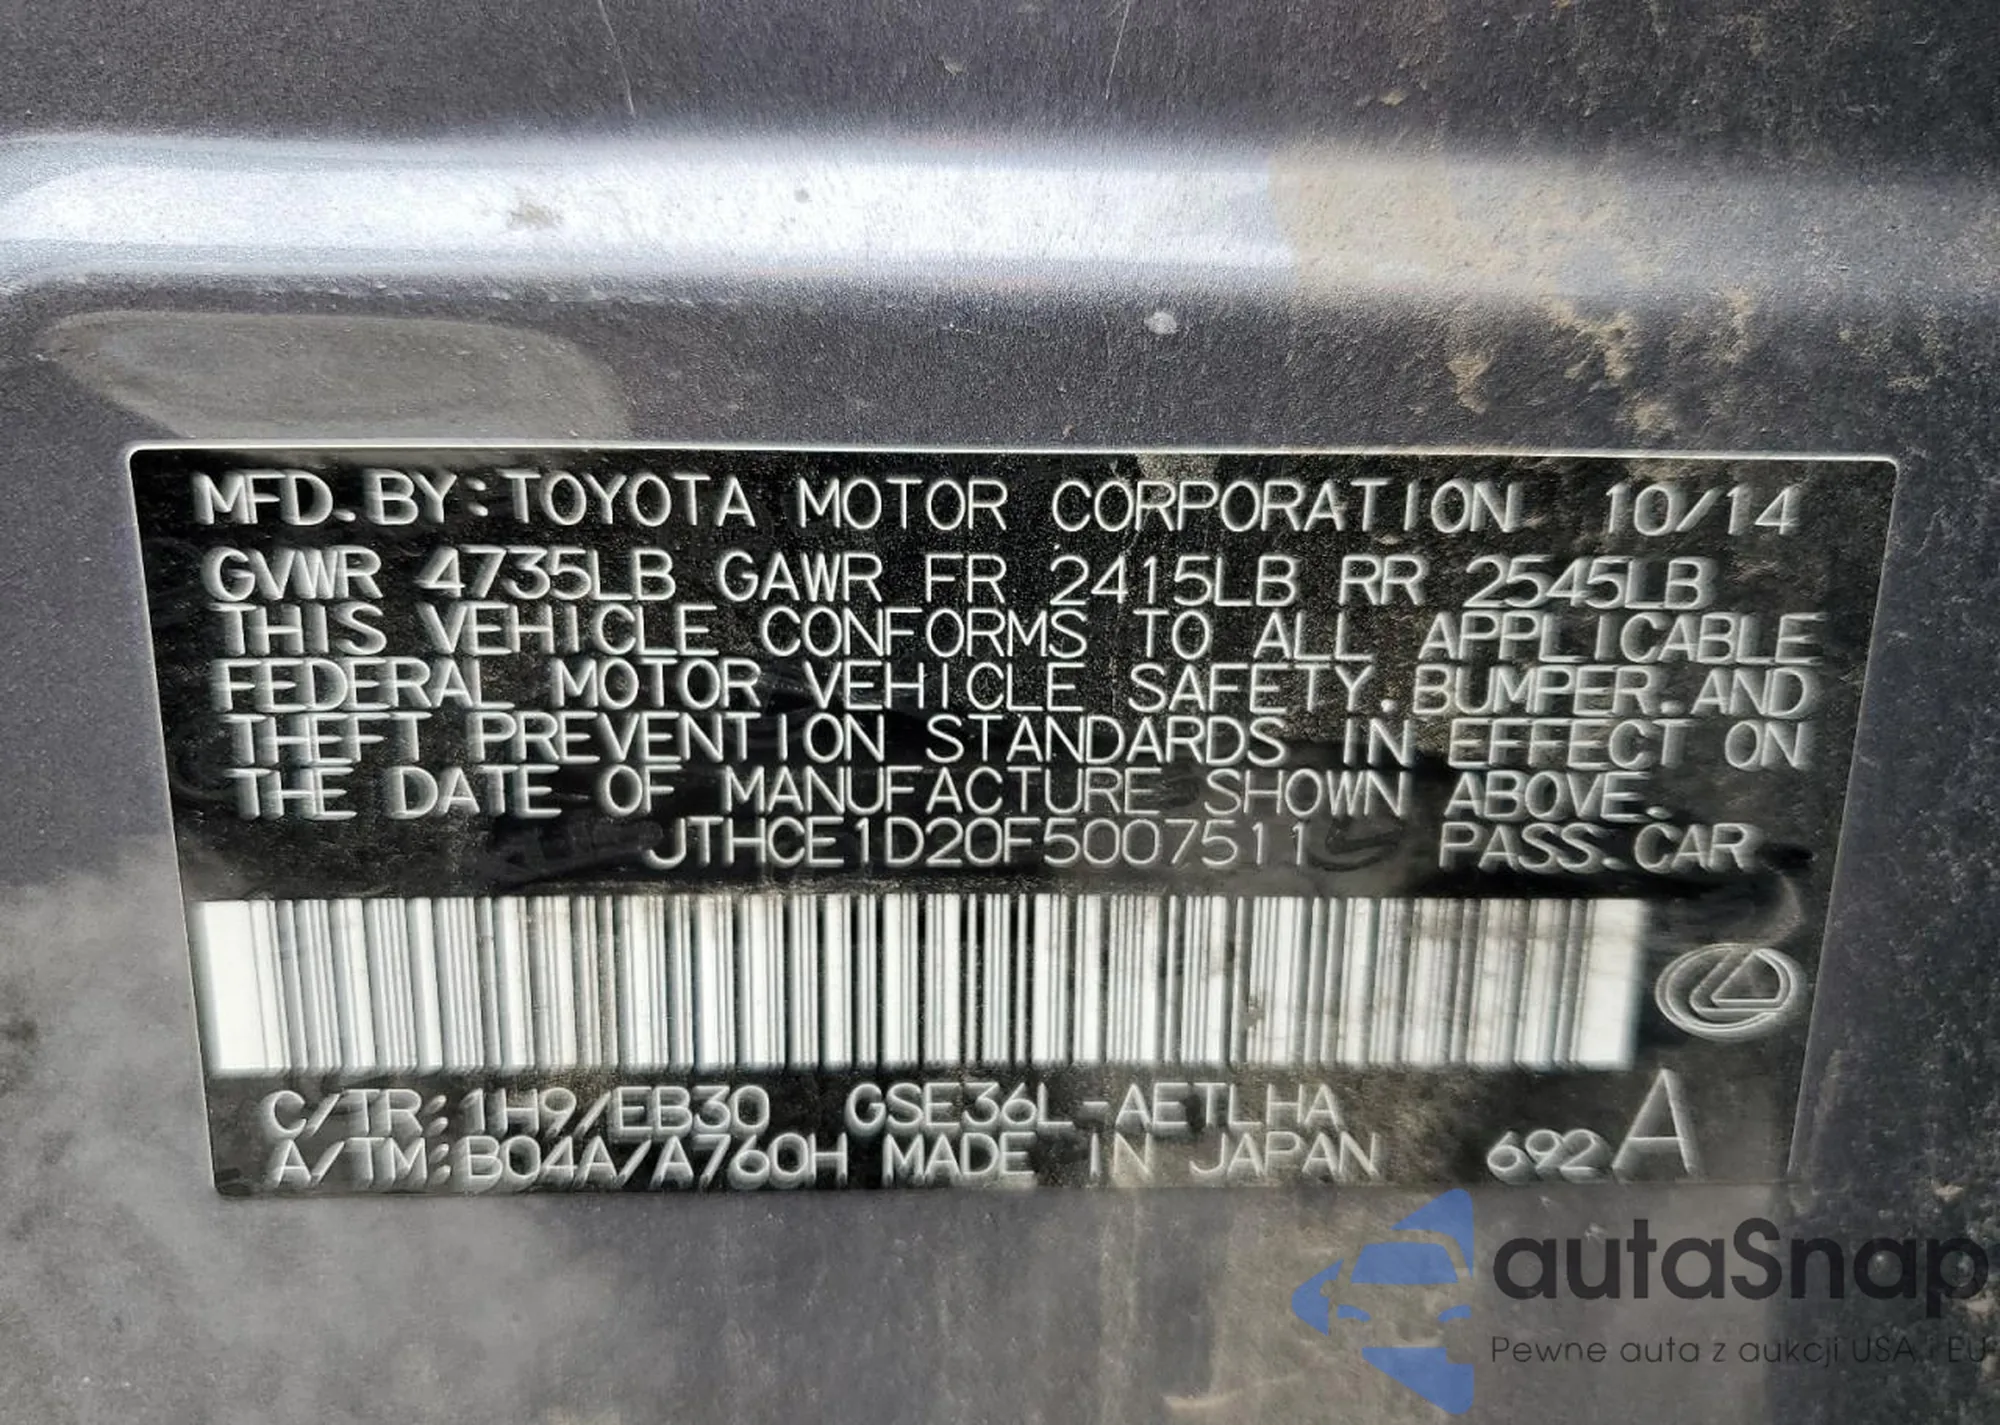 MFD. BY: TOYOTA MOTOR CORPORATION 10/14
GVWR 4735LB GAWR FR 2415LB RR 2545LB
THIS VEHICLE CONFORMS TO ALL APPLICABLE
FEDERAL MOTOR VEHICLE SAFETY, BUMPER, AND
THEFT PREVENTION STANDARDS IN EFFECT ON
THE DATE OF MANUFACTURE SHOWN ABOVE.
JTHCE1D20F5007511 PASS. CAR
C/TR: 1H9/EB30 GSE36L-AETLHA
A/TM: B04A/A760H MADE IN JAPAN 692 A
autaSnap
Pewne auta z aukcji USA i EU